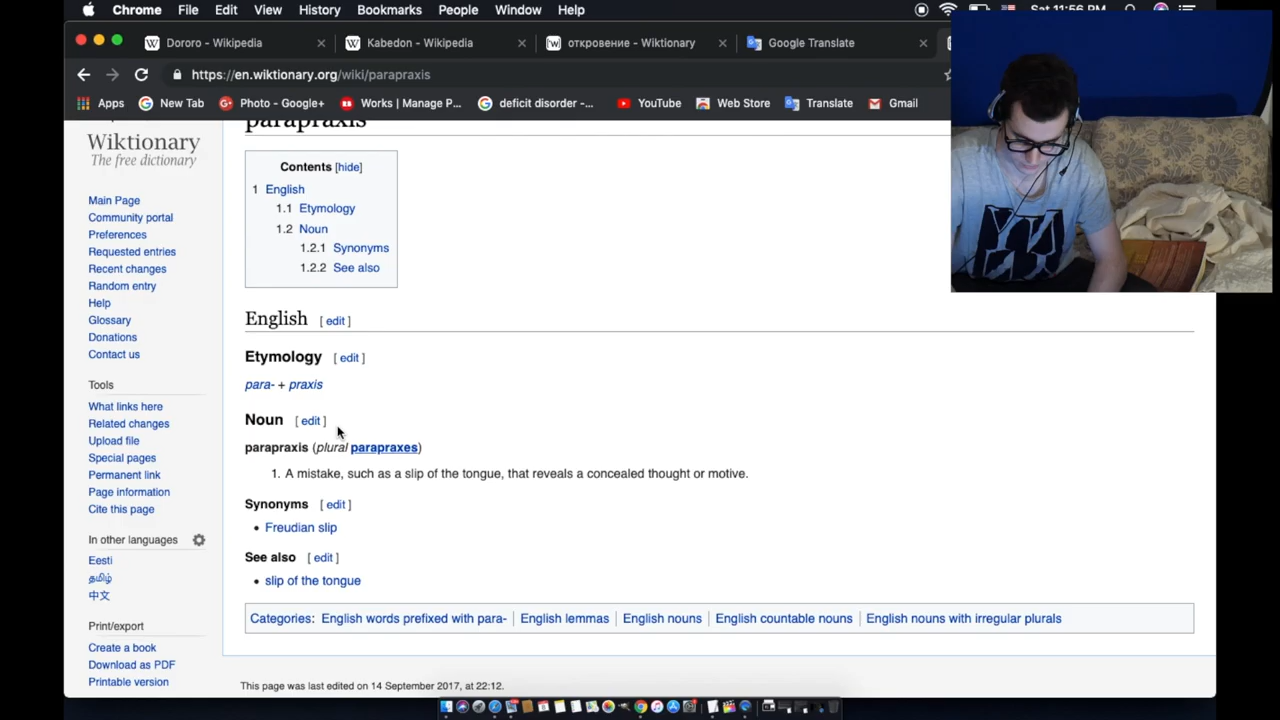 Chrome File Edit View History Bookmarks People Window Help
Dororo - Wikipedia
Kabedon - Wikipedia
откровение - Wiktionary
Google Translate
https://en.wiktionary.org/wiki/parapraxis
Apps New Tab Photo - Google+ Works | Manage P... deficit disorder -... YouTube Web Store Translate Gmail
parapraxis
Wiktionary
The free dictionary
Main Page
Community portal
Preferences
Requested entries
Recent changes
Random entry
Help
Glossary
Donations
Contact us
Tools
What links here
Related changes
Upload file
Special pages
Permanent link
Page information
Cite this page
In other languages
Eesti
தமிழ்
中文
Print/export
Create a book
Download as PDF
Printable version
Contents [hide]
1 English
1.1 Etymology
1.2 Noun
1.2.1 Synonyms
1.2.2 See also
English [ edit ]
Etymology [ edit ]
para- + praxis
Noun [ edit ]
parapraxis (plural parapraxes)
1. A mistake, such as a slip of the tongue, that reveals a concealed thought or motive.
Synonyms [ edit ]
• Freudian slip
See also [ edit ]
• slip of the tongue
Categories: English words prefixed with para- | English lemmas | English nouns | English countable nouns | English nouns with irregular plurals
This page was last edited on 14 September 2017, at 22:12.